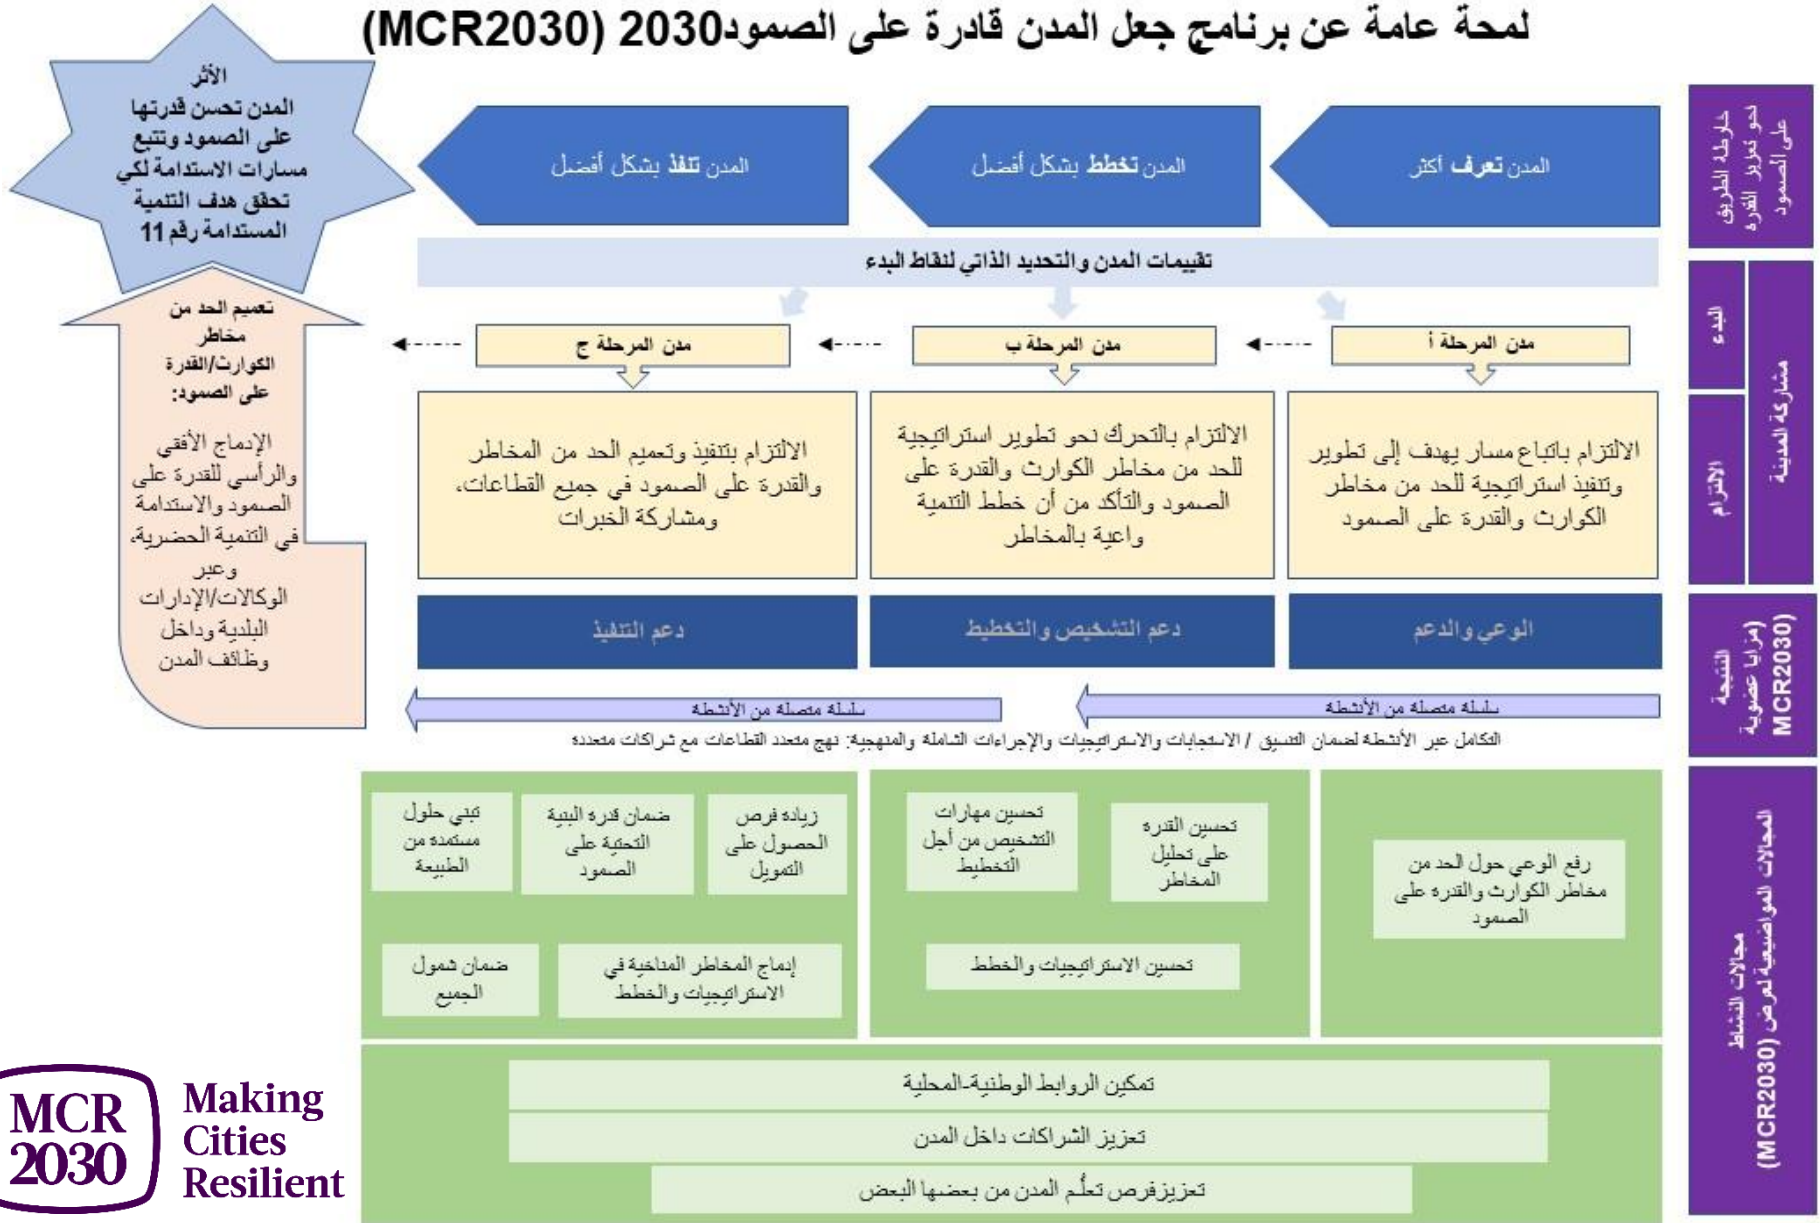 لمحة عامة عن برنامج جعل المدن قادرة على الصمود2030 (MCR2030)
خارطة الطريق
نحو تعزيز القدرة
على الصمود
المدن تعرف أكثر
المدن تخطط بشكل أفضل
المدن تنفذ بشكل أفضل
الأثر
المدن تحسن قدرتها
على الصمود وتتبع
مسارات الاستدامة لكي
تحقق هدف التنمية
المستدامة رقم 11
تقييمات المدن والتحديد الذاتي لنقاط البدء
مشاركة المدينة
البدء
مدن المرحلة أ
مدن المرحلة ب
مدن المرحلة ج
الالتزام
الالتزام باتباع مسار يهدف إلى تطوير
وتنفيذ استراتيجية للحد من مخاطر
الكوارث والقدرة على الصمود
الالتزام بالتحرك نحو تطوير استراتيجية
للحد من مخاطر الكوارث والقدرة على
الصمود والتأكد من أن خطط التنمية
واعية بالمخاطر
الالتزام بتنفيذ وتعميم الحد من المخاطر
والقدرة على الصمود في جميع القطاعات،
ومشاركة الخبرات
تعميم الحد من
مخاطر
الكوارث/القدرة
على الصمود:
الإدماج الأفقي
والرأسي للقدرة على
الصمود والاستدامة
في التنمية الحضرية،
وعبر
الوكالات/الإدارات
البلدية وداخل
وظائف المدن
النتيجة
(مزايا عضوية
MCR2030)
الوعي والدعم
دعم التشخيص والتخطيط
دعم التنفيذ
سلسلة متصلة من الأنشطة
سلسلة متصلة من الأنشطة
التكامل عبر الأنشطة لضمان التنسيق / الاستجابات والاستراتيجيات والإجراءات الشاملة والمنهجية: نهج متعدد القطاعات مع شراكات متعددة
مجالات النشاط
المجالات المواضيعية لعرض (MCR2030)
رفع الوعي حول الحد من
مخاطر الكوارث والقدرة على
الصمود
تحسين القدرة
على تحليل
المخاطر
تحسين مهارات
التشخيص من أجل
التخطيط
تحسين الاستراتيجيات والخطط
زيادة فرص
الحصول على
التمويل
ضمان قدرة البنية
التحتية على
الصمود
تبني حلول
مستمدة من
الطبيعة
إدماج المخاطر المناخية في
الاستراتيجيات والخطط
ضمان شمول
الجميع
تمكين الروابط الوطنية-المحلية
تعزيز الشراكات داخل المدن
تعزيزفرص تعلُم المدن من بعضها البعض
MCR
2030
Making
Cities
Resilient